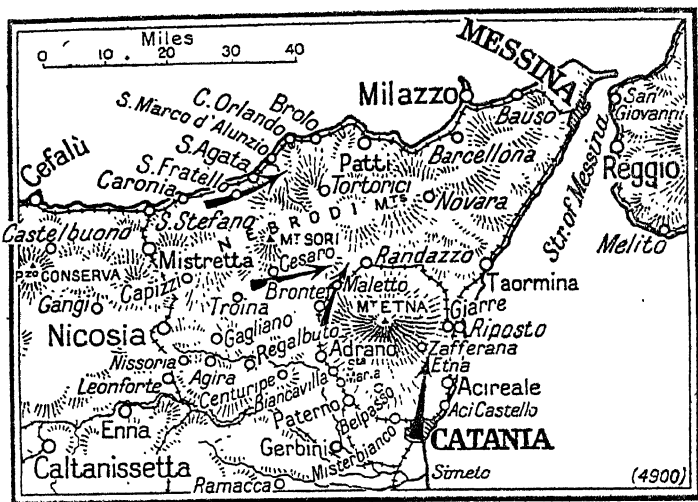 Miles
0 10 20 30 40
MESSINA
Milazzo
C. Orlando
Brolo
S. Marco d'Alunzio
S. Agata
S. Fratello
Caronia
Cefalù
Bauso
San Giovanni
Patti
Barcellona
Str. of Messina
Reggio
Tortorici
Novara
S. Stefano
NEBRODI MTS
Melito
Castelbuono
MT SORI
Mistretta
Cesaro
Randazzo
Pzo CONSERVA
Capizzi
Bronte
Maletto
Taormina
Gangi
Troina
MT ETNA
Giarre
Riposto
Nicosia
Gagliano
Regalbuto
Adrano
Zafferana
Etna
Nissoria
Agira
Leonforte
Centuripe
Biancavilla
Acireale
Aci Castello
Paterno
Belpasso
Enna
Gerbini
Misterbianco
CATANIA
Caltanissetta
Ramacca
Simeto
(4900)